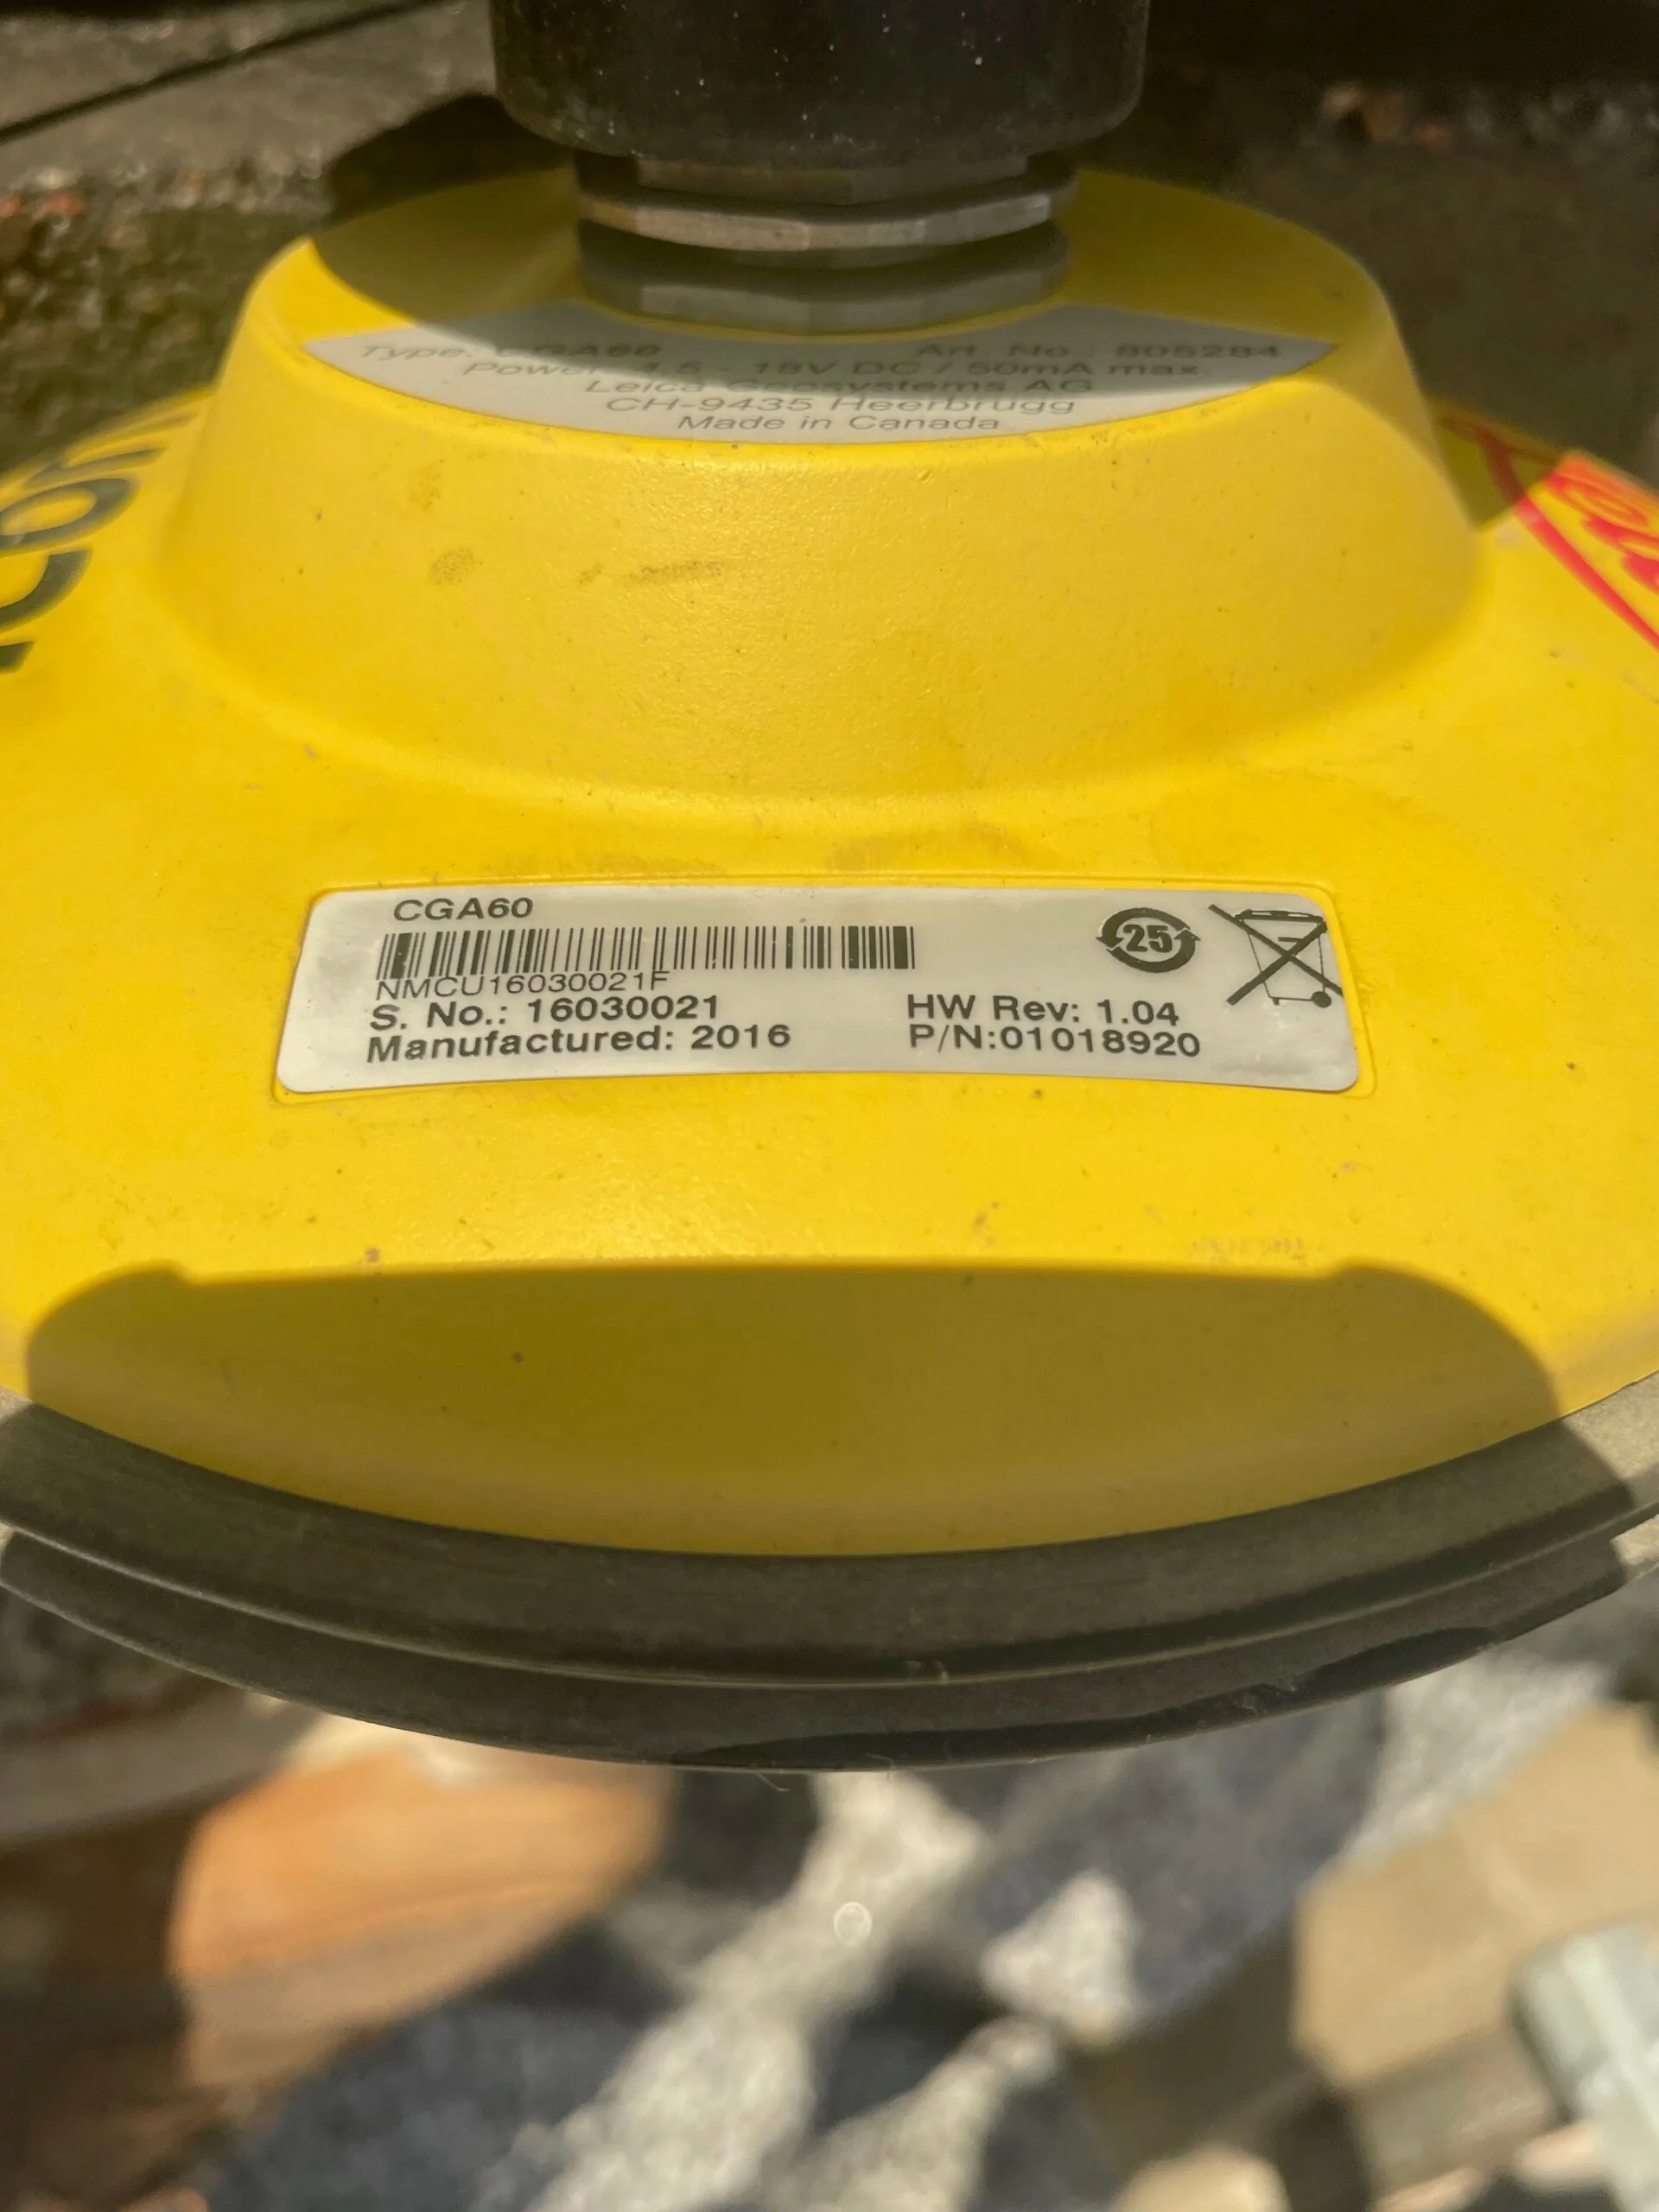 Type: CGA60 Art. No.: 805284
Power: 4.5 - 18V DC / 50mA max.
Leica Geosystems AG
CH-9435 Heerbrugg
Made in Canada
iCON
CGA60
25
NMCU16030021F
S. No.: 16030021 HW Rev: 1.04
Manufactured: 2016 P/N:01018920